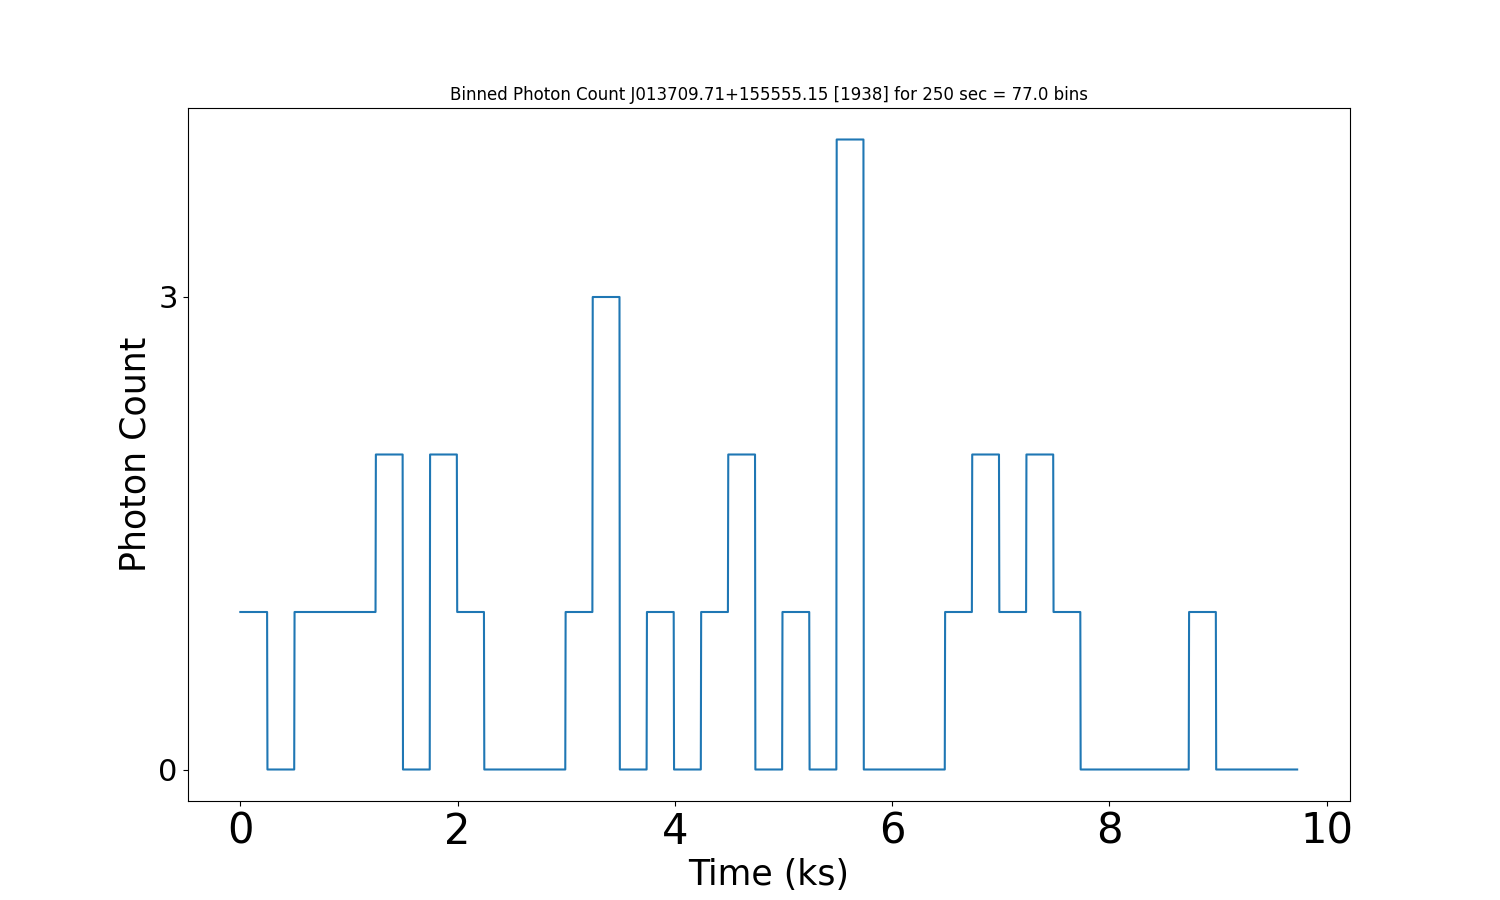 Binned Photon Count J013709.71+155555.15 [1938] for 250 sec = 77.0 bins
3
Photon Count
0
0 2 4 6 8 10
Time (ks)